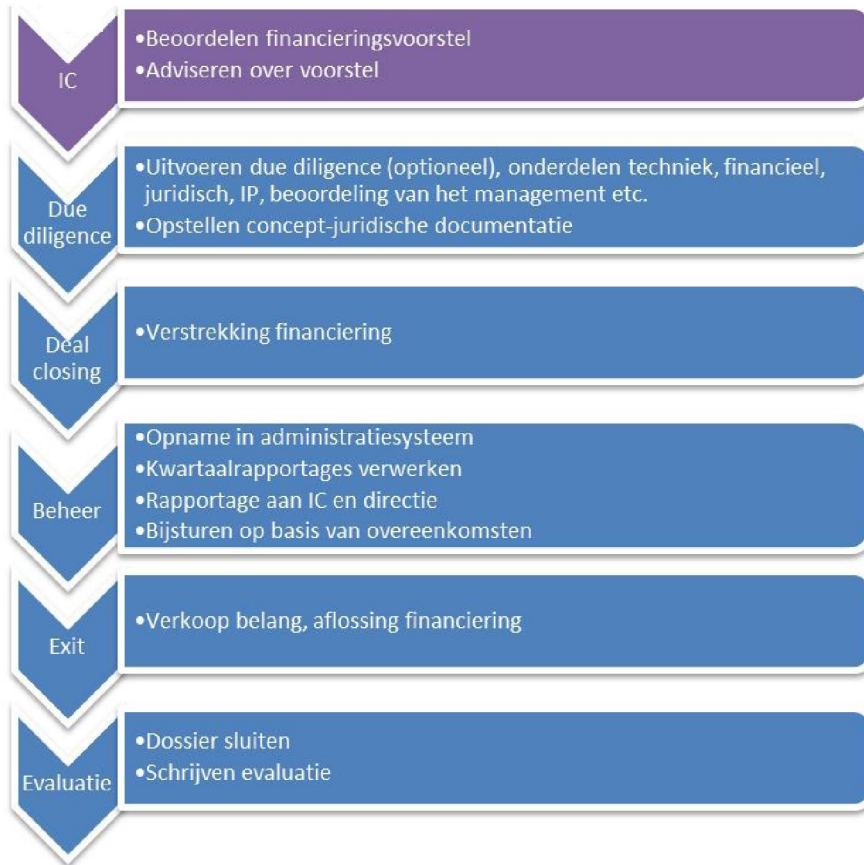 IC
•Beoordelen financieringsvoorstel
•Adviseren over voorstel
Due
diligence
•Uitvoeren due diligence (optioneel), onderdelen techniek, financieel,
juridisch, IP, beoordeling van het management etc.
•Opstellen concept-juridische documentatie
Deal
closing
•Verstrekking financiering
Beheer
•Opname in administratiesysteem
•Kwartaalrapportages verwerken
•Rapportage aan IC en directie
•Bijsturen op basis van overeenkomsten
Exit
•Verkoop belang, aflossing financiering
Evaluatie
•Dossier sluiten
•Schrijven evaluatie